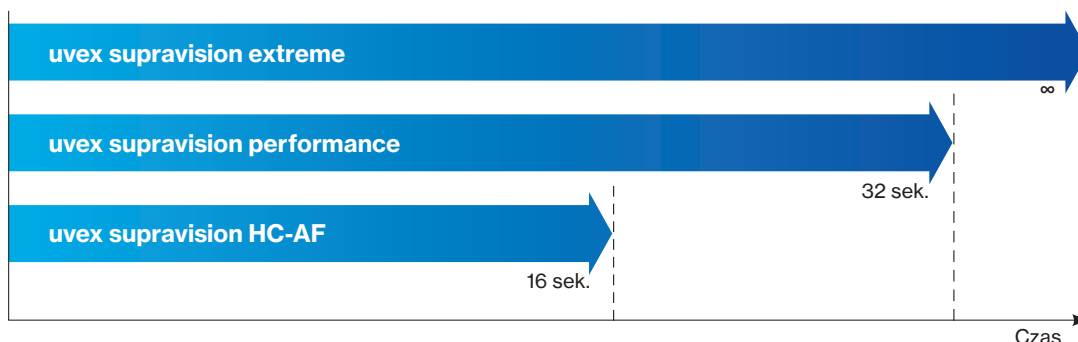 uvex supravision extreme
∞
uvex supravision performance
32 sek.
uvex supravision HC-AF
16 sek.
Czas